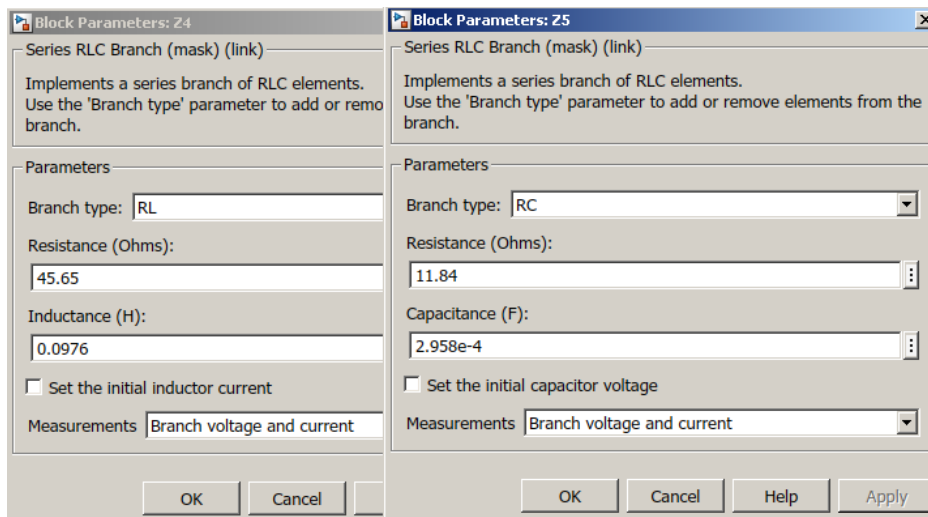 Block Parameters: Z4
Series RLC Branch (mask) (link)
Implements a series branch of RLC elements.
Use the 'Branch type' parameter to add or remo
branch.
Parameters
Branch type: RL
Resistance (Ohms):
45.65
Inductance (H):
0.0976
Set the initial inductor current
Measurements Branch voltage and current
OK Cancel
Block Parameters: Z5
Series RLC Branch (mask) (link)
Implements a series branch of RLC elements.
Use the 'Branch type' parameter to add or remove elements from the
branch.
Parameters
Branch type: RC
Resistance (Ohms):
11.84
Capacitance (F):
2.958e-4
Set the initial capacitor voltage
Measurements Branch voltage and current
OK Cancel Help Apply